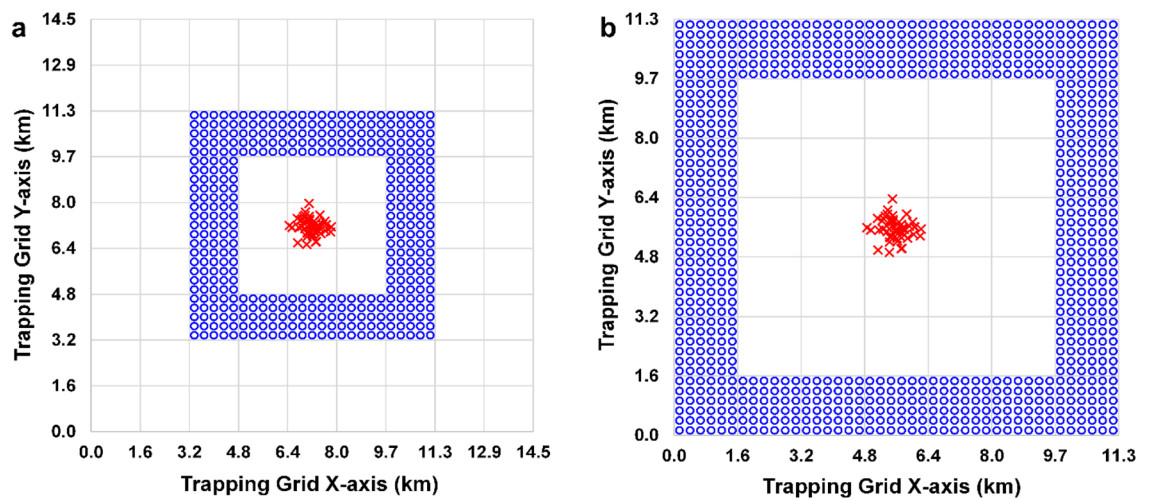 a
14.5
12.9
11.3
9.7
8.0
6.4
4.8
3.2
1.6
0.0
Trapping Grid Y-axis (km)
0.0 1.6 3.2 4.8 6.4 8.0 9.7 11.3 12.9 14.5
Trapping Grid X-axis (km)
b
11.3
9.7
8.0
6.4
4.8
3.2
1.6
0.0
Trapping Grid Y-axis (km)
0.0 1.6 3.2 4.8 6.4 8.0 9.7 11.3
Trapping Grid X-axis (km)